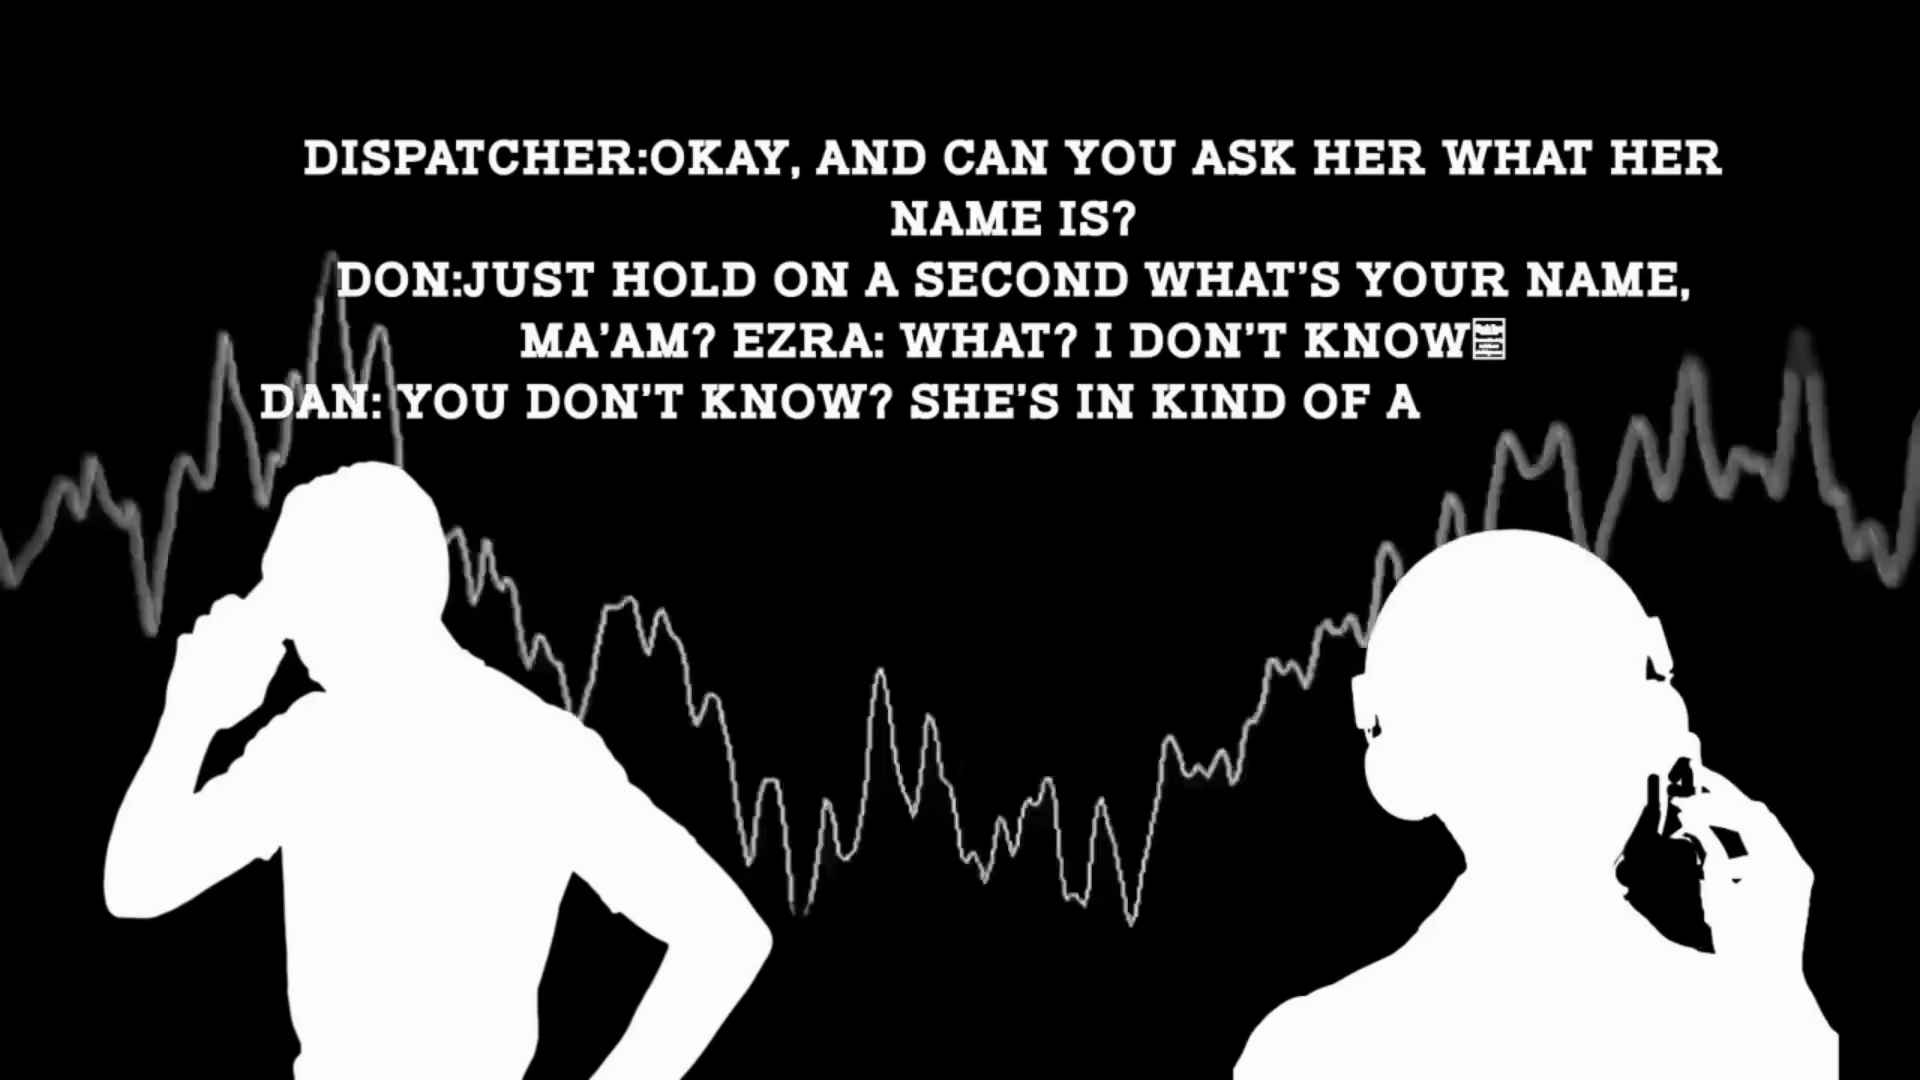 DISPATCHER:OKAY, AND CAN YOU ASK HER WHAT HER
NAME IS?
DON:JUST HOLD ON A SECOND WHAT'S YOUR NAME,
MA'AM? EZRA: WHAT? I DON'T KNOW
DAN: YOU DON'T KNOW? SHE'S IN KIND OF A